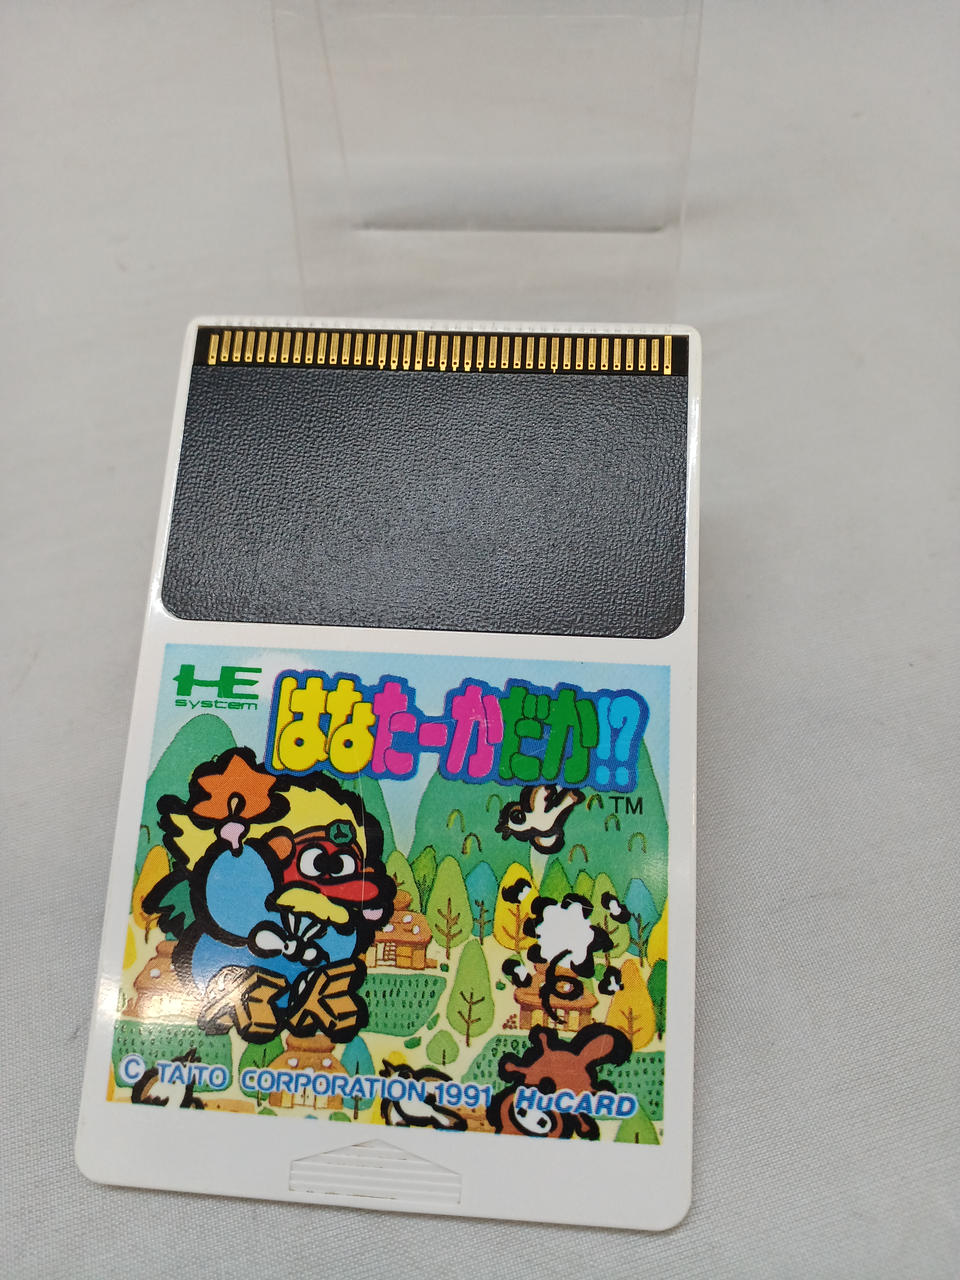 HE
system
はなたーかだか!?
TM
© TAITO CORPORATION 1991 HuCARD